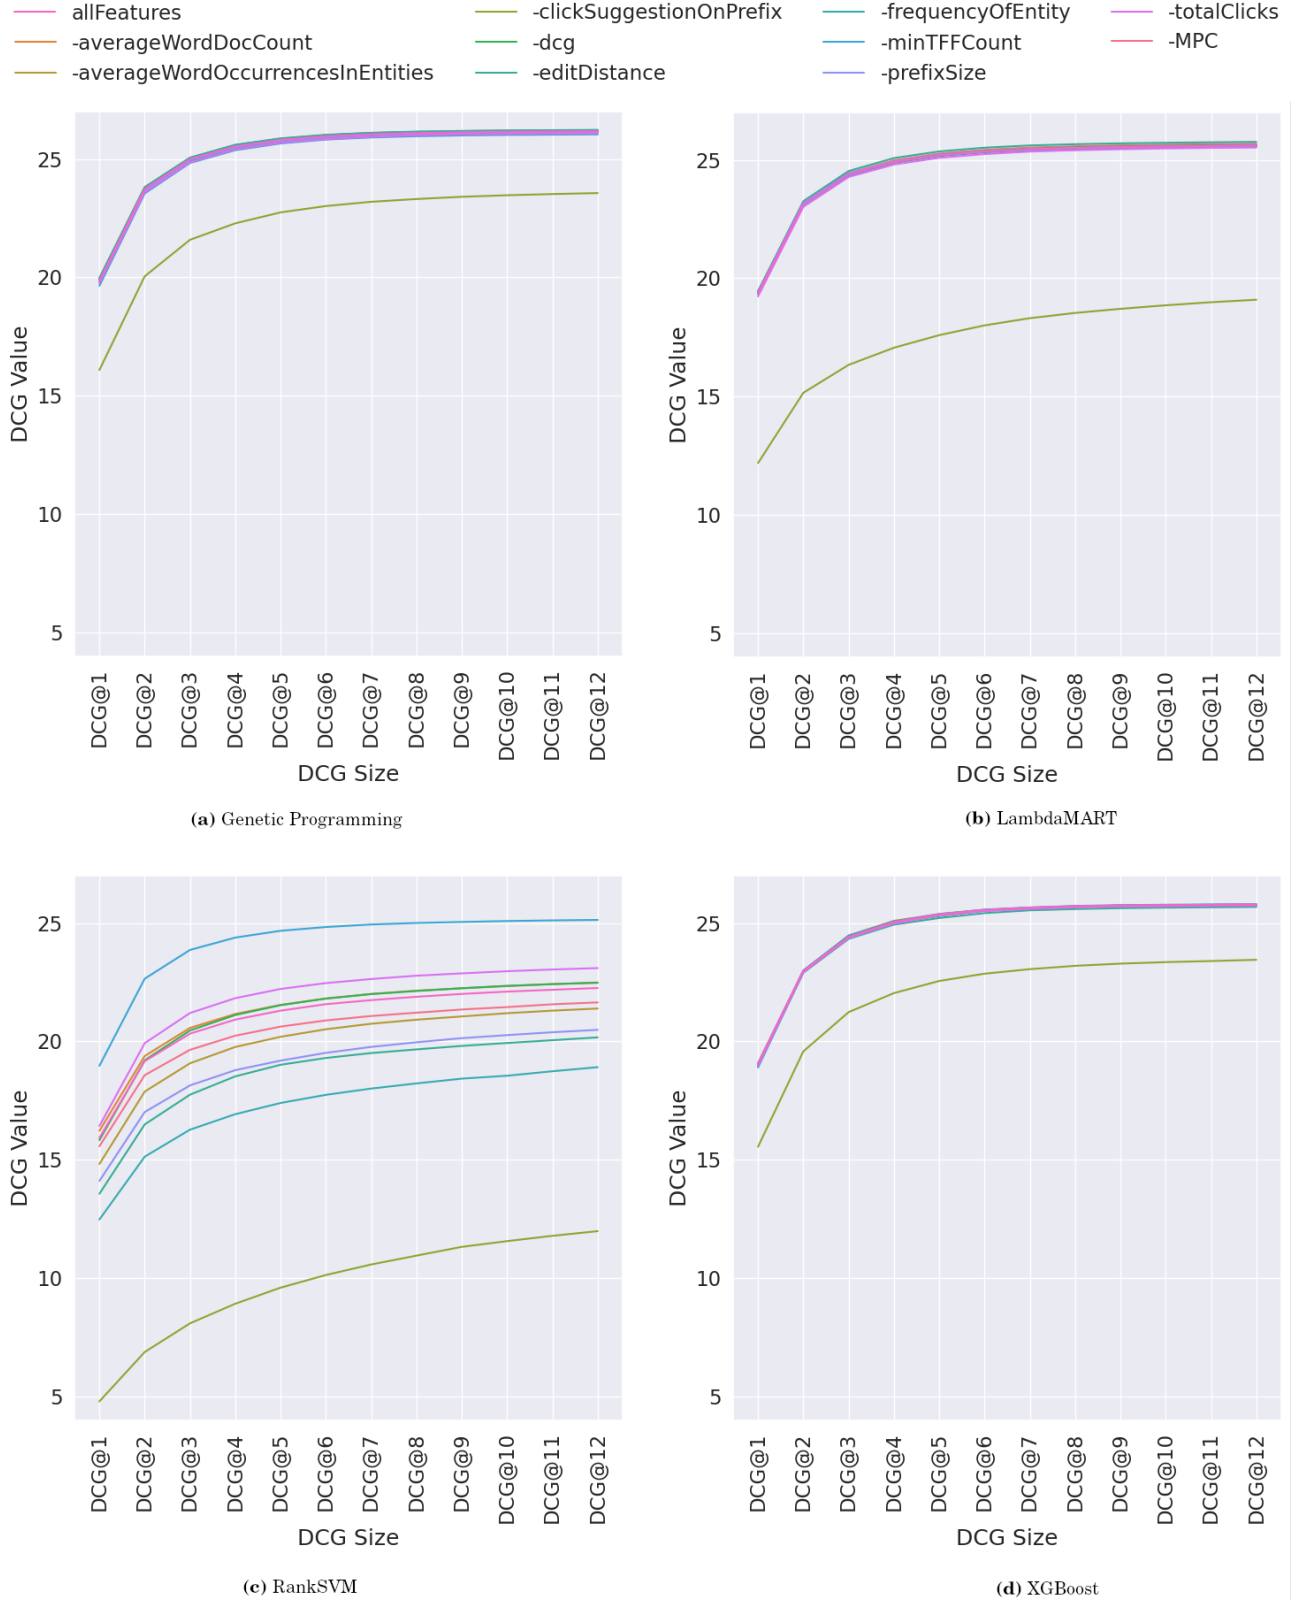 allFeatures
-averageWordDocCount
-averageWordOccurrencesInEntities
-clickSuggestionOnPrefix
-dcg
-editDistance
-frequencyOfEntity
-minTFFCount
-prefixSize
-totalClicks
-MPC
DCG Value
25
20
15
10
5
DCG@1
DCG@2
DCG@3
DCG@4
DCG@5
DCG@6
DCG@7
DCG@8
DCG@9
DCG@10
DCG@11
DCG@12
DCG Size
(a) Genetic Programming
DCG Value
25
20
15
10
5
DCG@1
DCG@2
DCG@3
DCG@4
DCG@5
DCG@6
DCG@7
DCG@8
DCG@9
DCG@10
DCG@11
DCG@12
DCG Size
(b) LambdaMART
DCG Value
25
20
15
10
5
DCG@1
DCG@2
DCG@3
DCG@4
DCG@5
DCG@6
DCG@7
DCG@8
DCG@9
DCG@10
DCG@11
DCG@12
DCG Size
(c) RankSVM
DCG Value
25
20
15
10
5
DCG@1
DCG@2
DCG@3
DCG@4
DCG@5
DCG@6
DCG@7
DCG@8
DCG@9
DCG@10
DCG@11
DCG@12
DCG Size
(d) XGBoost